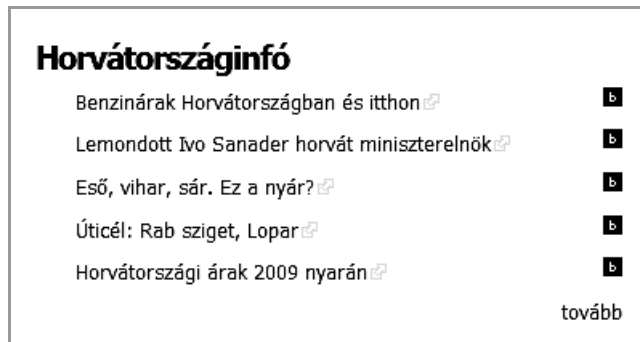 Horvátországinfó
Benzinárak Horvátországban és itthon b
Lemondott Ivo Sanader horvát miniszterelnök b
Eső, vihar, sár. Ez a nyár? b
Úticél: Rab sziget, Lopar b
Horvátországi árak 2009 nyarán b
tovább